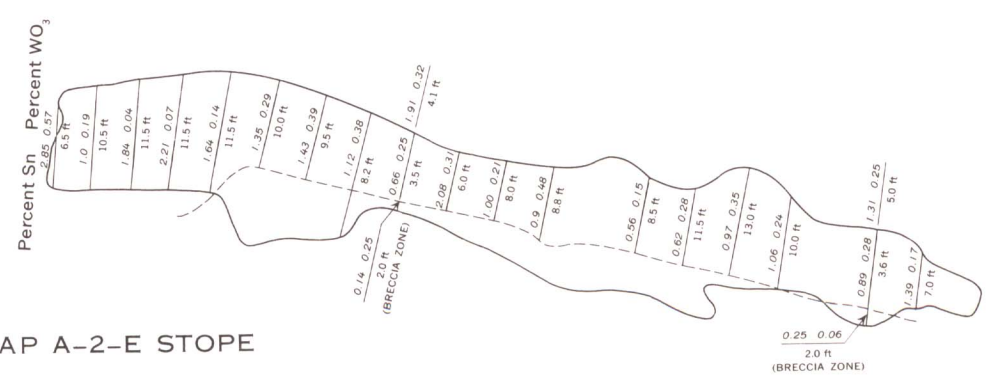 Percent Sn Percent WO3
2.85 0.57
6.5 ft
1.0 0.19
10.5 ft
1.84 0.04
11.5 ft
2.21 0.07
11.5 ft
1.64 0.14
11.5 ft
1.35 0.29
10.0 ft
1.43 0.39
9.5 ft
1.12 0.38
8.2 ft
1.91 0.32
4.1 ft
0.66 0.25
3.5 ft
0.14 0.25
2.0 ft
(BRECCIA ZONE)
2.08 0.31
6.0 ft
1.00 0.21
8.0 ft
0.9 0.48
8.8 ft
0.56 0.15
8.5 ft
0.62 0.28
11.5 ft
0.97 0.35
13.0 ft
1.06 0.24
10.0 ft
1.31 0.25
5.0 ft
0.89 0.28
3.6 ft
1.39 0.17
7.0 ft
0.25 0.06
2.0 ft
(BRECCIA ZONE)
AP A-2-E STOPE